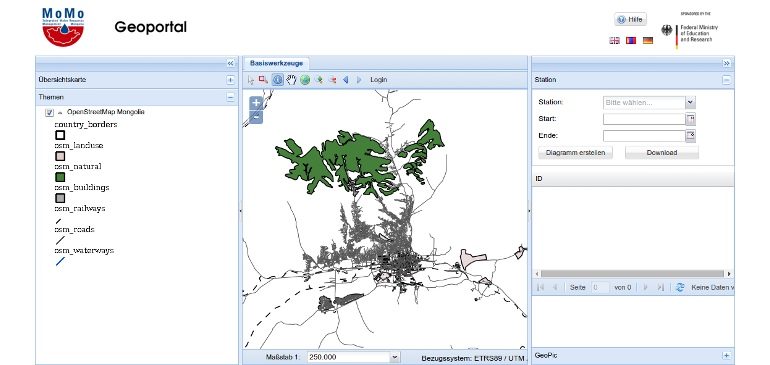 MoMo
Integrated Water Resources
Management Mongolia
Geoportal
Hilfe
SPONSORED BY THE
Federal Ministry
of Education
and Research
Übersichtskarte
Themen
OpenStreetMap Mongolia
country_borders
osm_landuse
osm_natural
osm_buildings
osm_railways
osm_roads
osm_waterways
Basiswerkzeuge
Login
Maßstab 1: 250.000
Bezugssystem: ETRS89 / UTM
Station
Station: Bitte wählen...
Start:
Ende:
Diagramm erstellen Download
ID
Seite 0 von 0 Keine Daten v
GeoPic